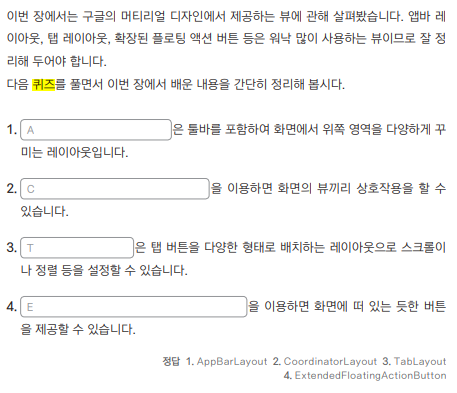 이번 장에서는 구글의 머티리얼 디자인에서 제공하는 뷰에 관해 살펴봤습니다. 앱바 레
이아웃, 탭 레이아웃, 확장된 플로팅 액션 버튼 등은 워낙 많이 사용하는 뷰이므로 잘 정
리해 두어야 합니다.
다음 퀴즈를 풀면서 이번 장에서 배운 내용을 간단히 정리해 봅시다.
1. A 은 툴바를 포함하여 화면에서 위쪽 영역을 다양하게 꾸
미는 레이아웃입니다.
2. C 을 이용하면 화면의 뷰끼리 상호작용을 할 수
있습니다.
3. T 은 탭 버튼을 다양한 형태로 배치하는 레이아웃으로 스크롤이
나 정렬 등을 설정할 수 있습니다.
4. E 을 이용하면 화면에 떠 있는 듯한 버튼
을 제공할 수 있습니다.
정답 1. AppBarLayout 2. CoordinatorLayout 3. TabLayout
4. ExtendedFloatingActionButton